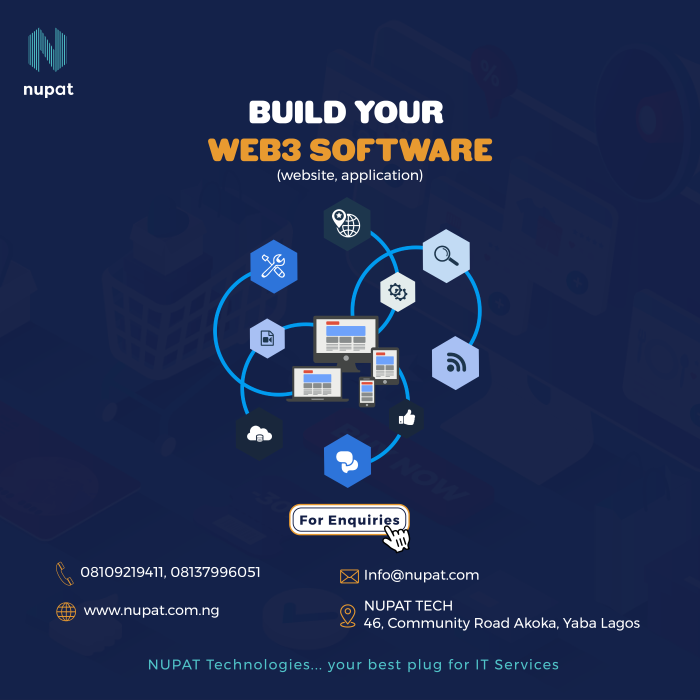 nupat
BUILD YOUR
WEB3 SOFTWARE
(website, application)
NOW
For Enquiries
08109219411, 08137996051
Info@nupat.com
www.nupat.com.ng
NUPAT TECH
46, Community Road Akoka, Yaba Lagos
NUPAT Technologies... your best plug for IT Services